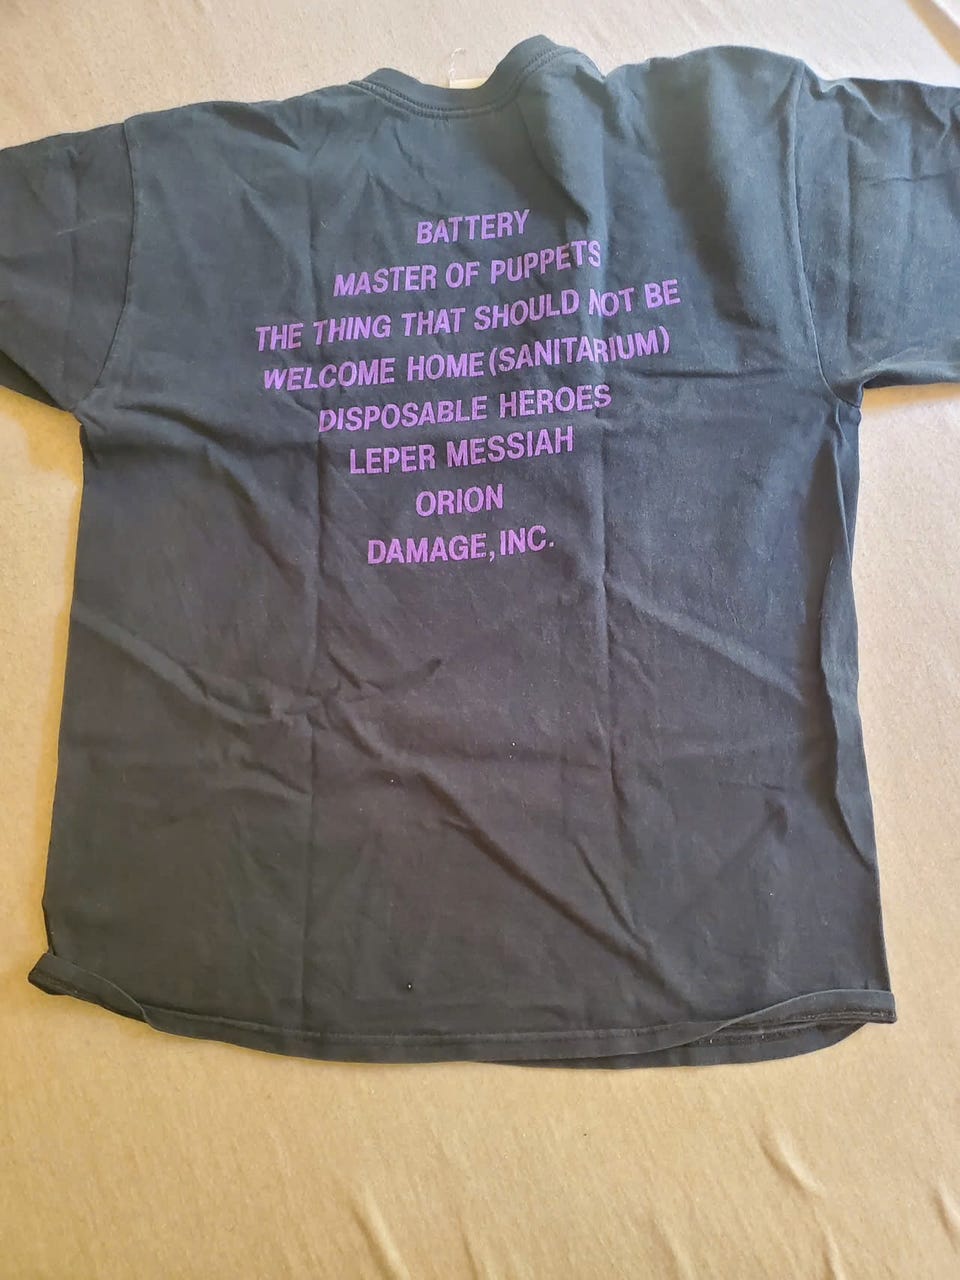 BATTERY
MASTER OF PUPPETS
THE THING THAT SHOULD NOT BE
WELCOME HOME (SANITARIUM)
DISPOSABLE HEROES
LEPER MESSIAH
ORION
DAMAGE, INC.